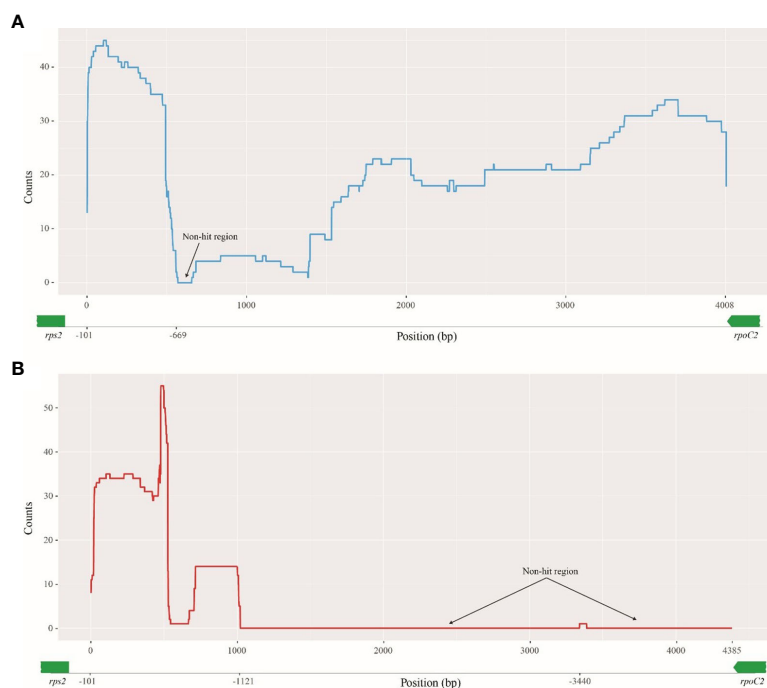 A
40
30
20
10
0
Counts
Non-hit region
0
1000
2000
3000
4008
rps2
-101
-669
Position (bp)
rpoC2
B
50
40
30
20
10
0
Counts
Non-hit region
0
1000
2000
3000
4000
4385
rps2
-101
-1121
Position (bp)
-3440
rpoC2